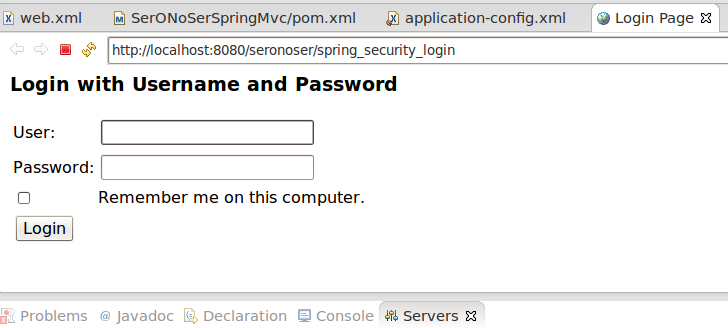 web.xml SerONoSerSpringMvc/pom.xml application-config.xml Login Page
http://localhost:8080/seronoser/spring_security_login
Login with Username and Password
User:
Password:
Remember me on this computer.
Login
Problems @ Javadoc Declaration Console Servers